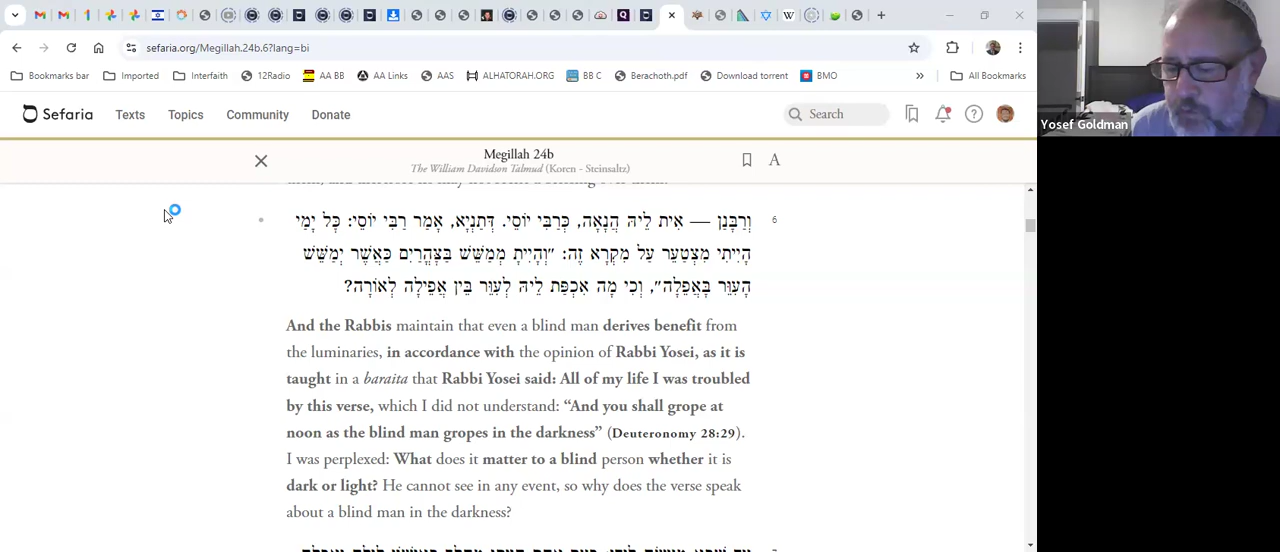 sefaria.org/Megillah.24b.6?lang=bi
Bookmarks bar
Imported
Interfaith
12Radio
AA BB
AA Links
AAS
ALHATORAH.ORG
BB C
Berachoth.pdf
Download torrent
BMO
»
All Bookmarks
Sefaria
Texts
Topics
Community
Donate
Search
Megillah 24b
The William Davidson Talmud (Koren - Steinsaltz)
A
וְרַבָּנַן — אִית לֵיהּ הֲנָאָה, כְּרַבִּי יוֹסֵי. דְּתַנְיָא, אָמַר רַבִּי יוֹסֵי: כׇּל יָמַי
6
הָיִיתִי מִצְטַעֵר עַל מִקְרָא זֶה: ״וְהָיִיתָ מְמַשֵּׁשׁ בַּצׇּהֳרַיִם כַּאֲשֶׁר יְמַשֵּׁשׁ
הָעִוֵּר בָּאֲפֵלָה״, וְכִי מָה אִכְפַּת לֵיהּ לְעִוֵּר בֵּין אֲפֵילָה לְאוֹרָה?
And the Rabbis maintain that even a blind man derives benefit from
the luminaries, in accordance with the opinion of Rabbi Yosei, as it is
taught in a baraita that Rabbi Yosei said: All of my life I was troubled
by this verse, which I did not understand: “And you shall grope at
noon as the blind man gropes in the darkness” (Deuteronomy 28:29).
I was perplexed: What does it matter to a blind person whether it is
dark or light? He cannot see in any event, so why does the verse speak
about a blind man in the darkness?
7
Yosef Goldman